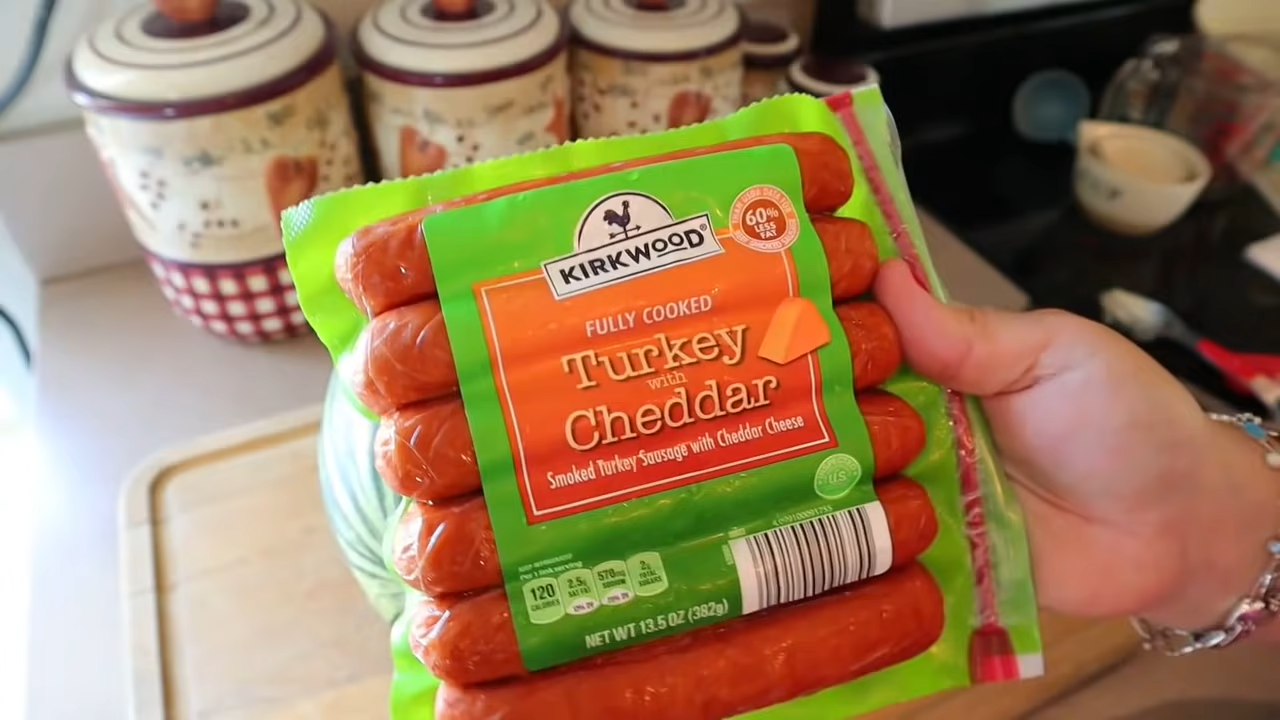 KIRKWOOD®
60%
LESS
FAT
FULLY COOKED
Turkey
with
Cheddar
Smoked Turkey Sausage with Cheddar Cheese
US
120
CALORIES
2.5g
SAT FAT
570mg
SODIUM
2g
TOTAL
SUGARS
NET WT 13.5 OZ (382g)